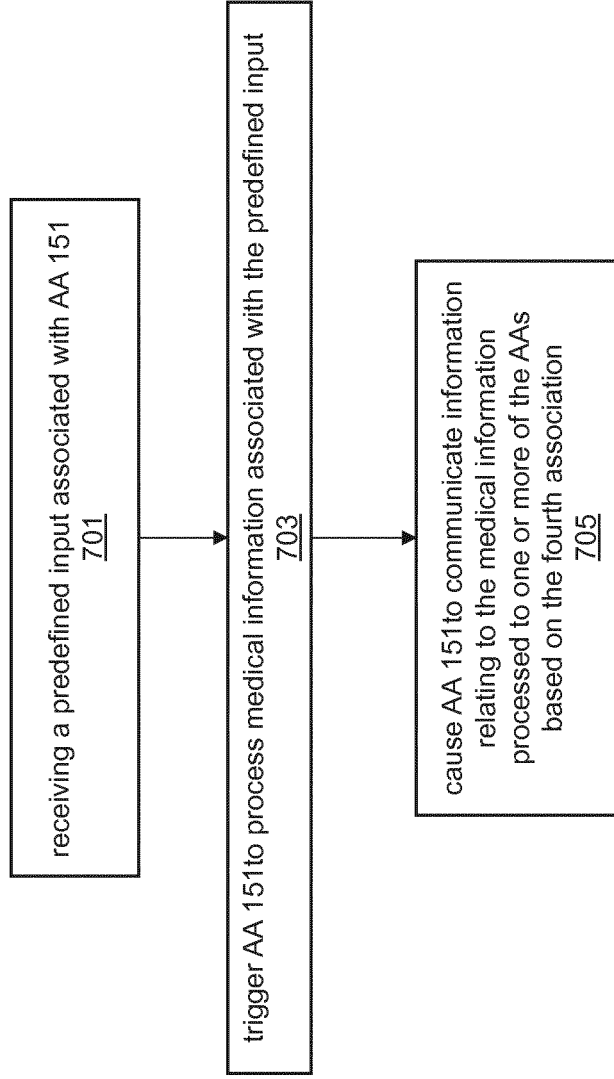 receiving a predefined input associated with AA 151
701
trigger AA 151to process medical information associated with the predefined input
703
cause AA 151to communicate information
relating to the medical information
processed to one or more of the AAs
based on the fourth association
705